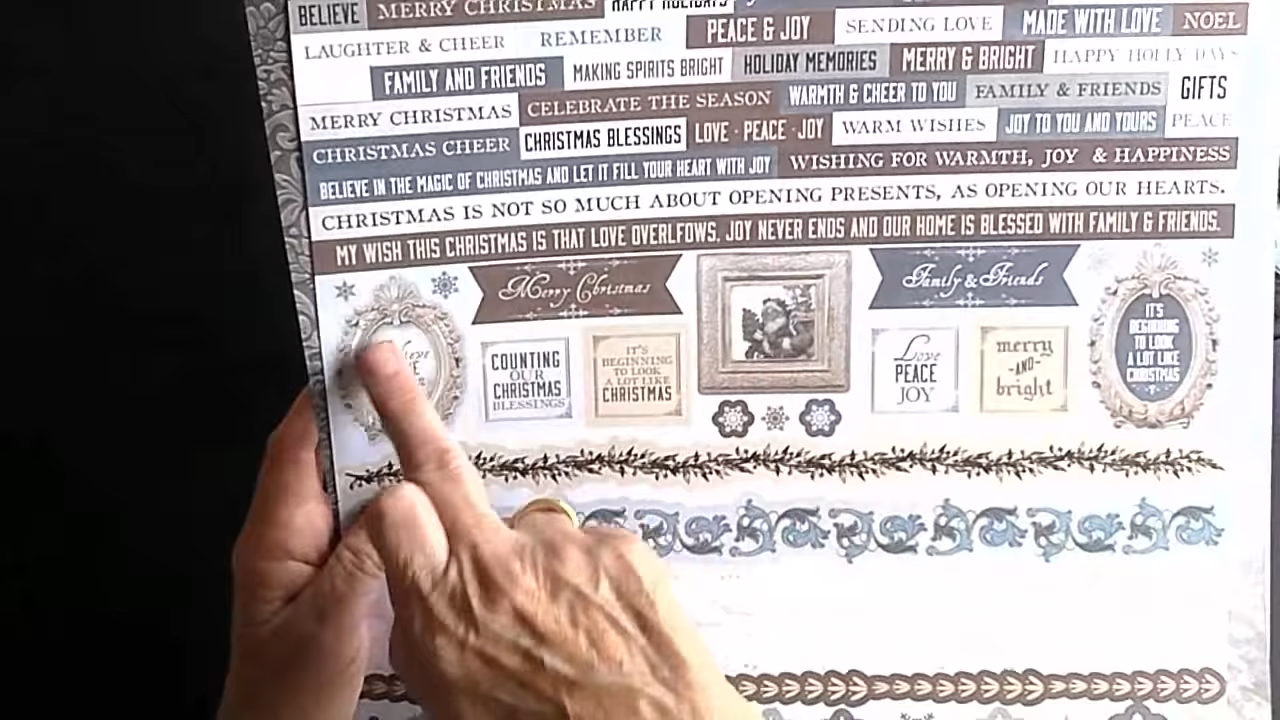 BELIEVE MERRY CHRISTMAS HAPPY HOLIDAYS
LAUGHTER & CHEER REMEMBER PEACE & JOY SENDING LOVE MADE WITH LOVE NOEL
FAMILY AND FRIENDS MAKING SPIRITS BRIGHT HOLIDAY MEMORIES MERRY & BRIGHT HAPPY HOLLY DAYS
MERRY CHRISTMAS CELEBRATE THE SEASON WARMTH & CHEER TO YOU FAMILY & FRIENDS GIFTS
CHRISTMAS CHEER CHRISTMAS BLESSINGS LOVE · PEACE · JOY WARM WISHES JOY TO YOU AND YOURS PEACE
BELIEVE IN THE MAGIC OF CHRISTMAS AND LET IT FILL YOUR HEART WITH JOY WISHING FOR WARMTH, JOY & HAPPINESS
CHRISTMAS IS NOT SO MUCH ABOUT OPENING PRESENTS, AS OPENING OUR HEARTS.
MY WISH THIS CHRISTMAS IS THAT LOVE OVERLFOWS, JOY NEVER ENDS AND OUR HOME IS BLESSED WITH FAMILY & FRIENDS.
Merry Christmas
Family & Friends
COUNTING
OUR
CHRISTMAS
BLESSINGS
IT'S
BEGINNING
TO LOOK
A LOT LIKE
CHRISTMAS
Love
PEACE
JOY
merry
-AND-
bright
IT'S
BEGINNING
TO LOOK
A LOT LIKE
CHRISTMAS